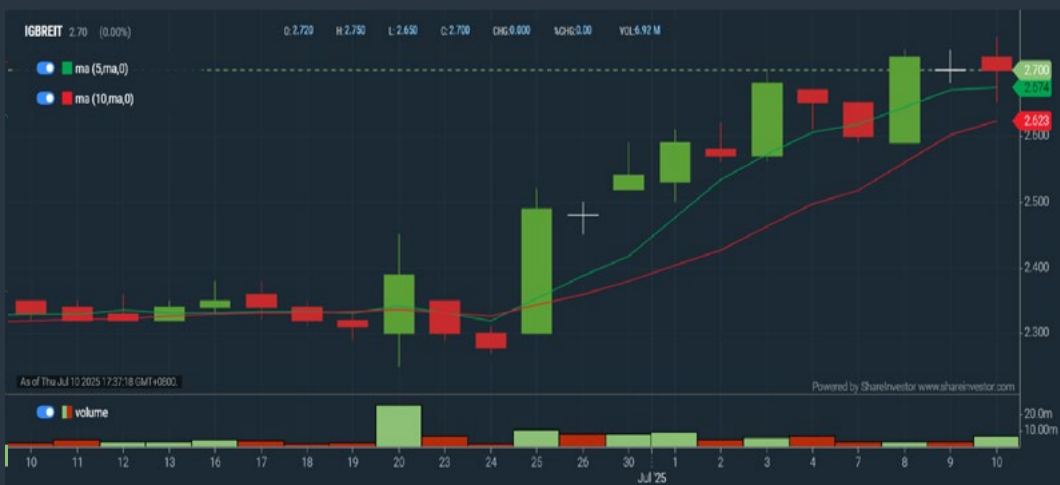 IGBREIT 2.70 (0.00%) O:2.720 H:2.750 L:2.650 C:2.700 CHG:0.000 %CHG:0.00 VOL:6.92 M
ma (5,ma,0)
ma (10,ma,0)
2.700
2.674
2.623
2.600
2.500
2.400
2.300
As of Thu Jul 10 2025 17:37:18 GMT+0800.
Powered by ShareInvestor www.shareinvestor.com
volume
20.0m
10.00m
10 11 12 13 16 17 18 19 20 23 24 25 26 30 1 2 3 4 7 8 9 10
Jul '25